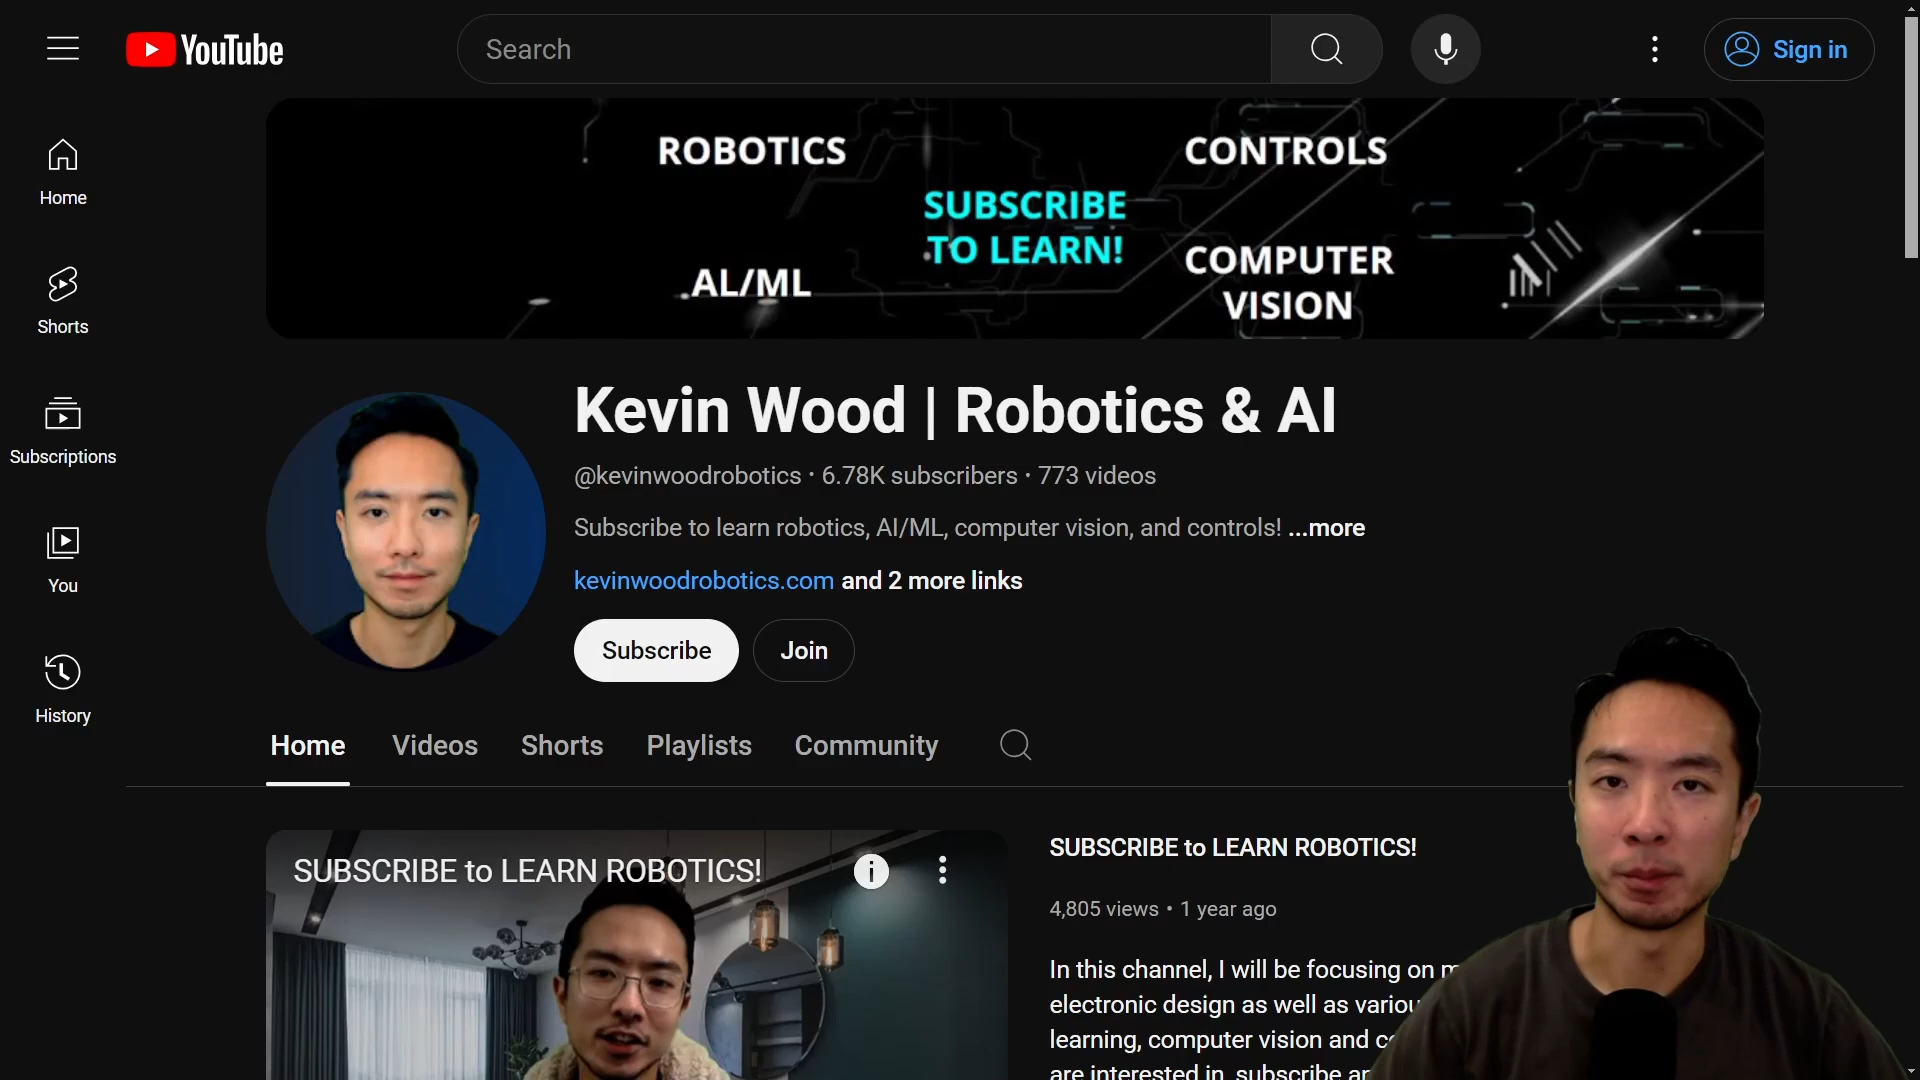 YouTube
Search
Sign in
Home
Shorts
Subscriptions
You
History
ROBOTICS
CONTROLS
SUBSCRIBE
TO LEARN!
AL/ML
COMPUTER
VISION
Kevin Wood | Robotics & AI
@kevinwoodrobotics • 6.78K subscribers • 773 videos
Subscribe to learn robotics, AI/ML, computer vision, and controls! ...more
kevinwoodrobotics.com and 2 more links
Subscribe
Join
Home
Videos
Shorts
Playlists
Community
SUBSCRIBE to LEARN ROBOTICS!
SUBSCRIBE to LEARN ROBOTICS!
4,805 views • 1 year ago
In this channel, I will be focusing on
electronic design as well as
learning, computer vision and
are interested in, subscribe